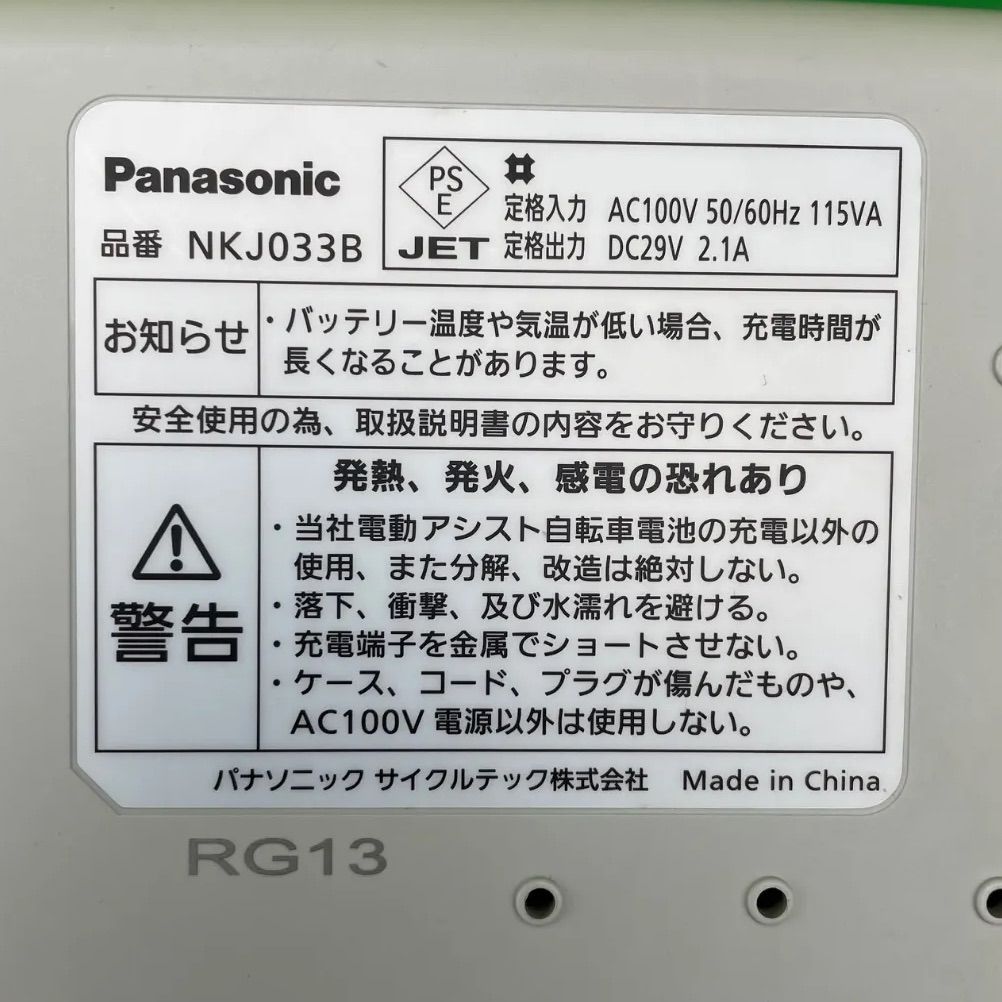 Panasonic
品番 NKJ033B
PS
E
JET
定格入力 AC100V 50/60Hz 115VA
定格出力 DC29V 2.1A
お知らせ
・バッテリー温度や気温が低い場合、充電時間が
長くなることがあります。
安全使用の為、取扱説明書の内容をお守りください。
警告
発熱、発火、感電の恐れあり
・当社電動アシスト自転車電池の充電以外の
使用、また分解、改造は絶対しない。
・落下、衝撃、及び水濡れを避ける。
・充電端子を金属でショートさせない。
・ケース、コード、プラグが傷んだものや、
AC100V 電源以外は使用しない。
パナソニック サイクルテック株式会社 Made in China
RG13